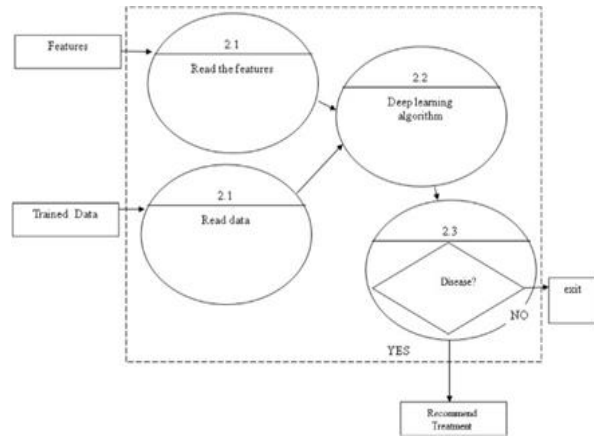 Features
2.1
Read the features
2.2
Deep learning
algorithm
Trained Data
2.1
Read data
2.3
Disease?
exit
NO
YES
Recommend
Treatment